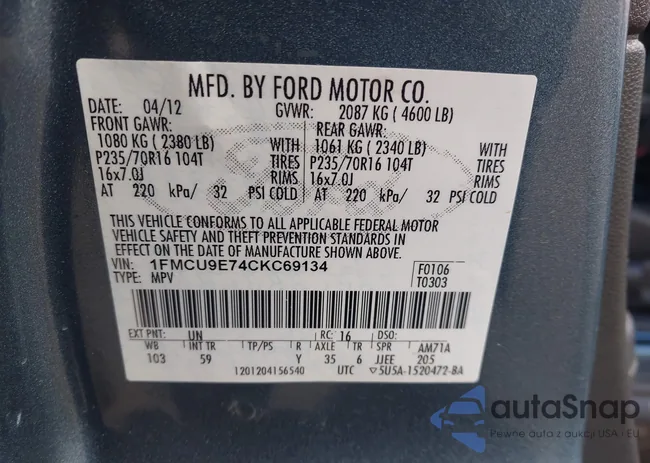 MFD. BY FORD MOTOR CO.
DATE: 04/12 GVWR: 2087 KG ( 4600 LB)
FRONT GAWR: REAR GAWR:
1080 KG ( 2380 LB) WITH 1061 KG ( 2340 LB) WITH
P235/70R16 104T TIRES P235/70R16 104T TIRES
16x7.0J RIMS 16x7.0J RIMS
AT 220 kPa/ 32 PSI COLD AT 220 kPa/ 32 PSI COLD
THIS VEHICLE CONFORMS TO ALL APPLICABLE FEDERAL MOTOR
VEHICLE SAFETY AND THEFT PREVENTION STANDARDS IN
EFFECT ON THE DATE OF MANUFACTURE SHOWN ABOVE.
VIN: 1FMCU9E74CKC69134 F0106
TYPE: MPV T0303
EXT PNT: UN RC: 16 DSO:
WB INT TR TP/PS R AXLE TR SPR AM71A
103 59 Y 35 6 JJEE 205
1201204156540 UTC ▽5U5A-1520472-BA
autoSnap
Pewne auta z aukcji USA - EU